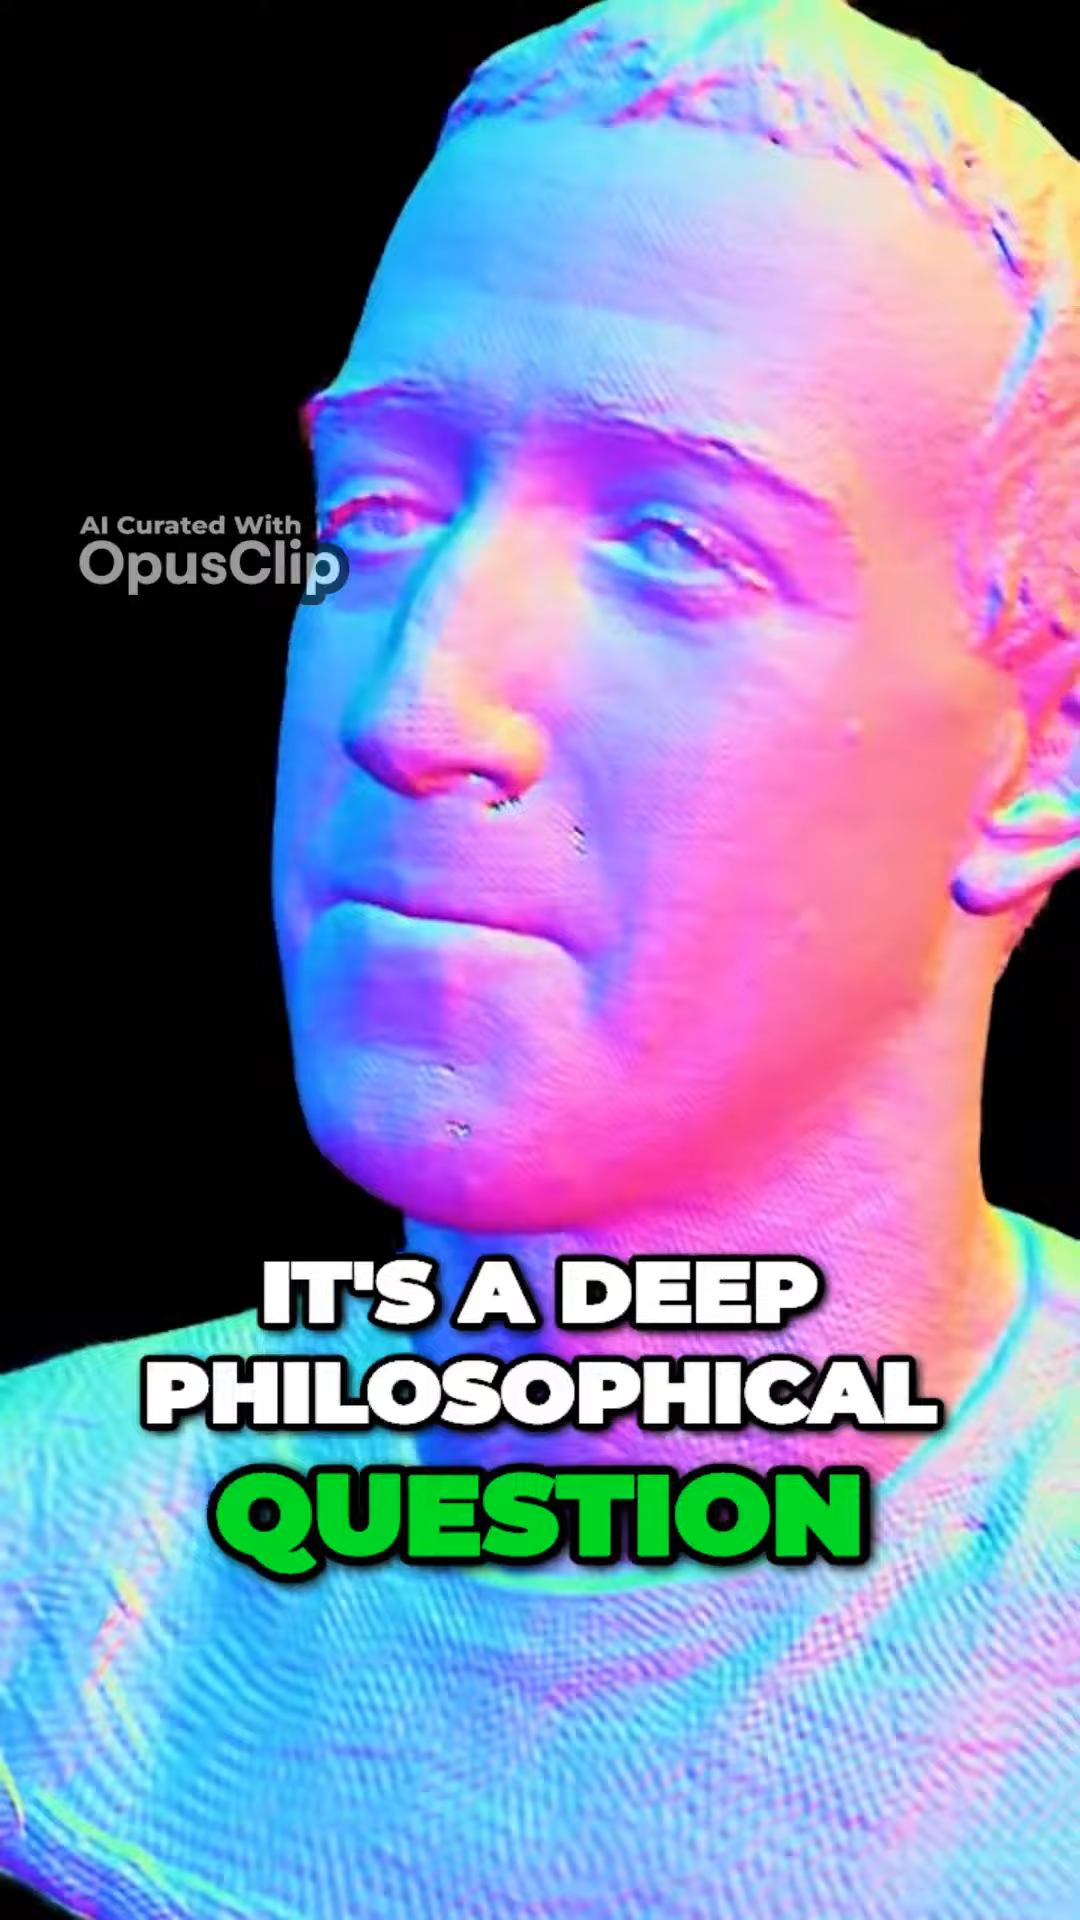 AI Curated With
OpusClip
IT'S A DEEP
PHILOSOPHICAL
QUESTION